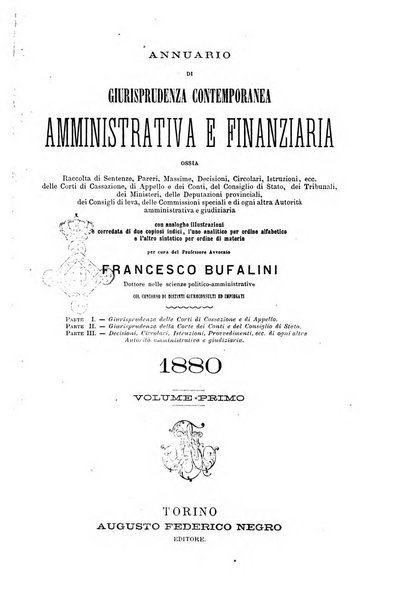 ANNUARIO
DI
GIURISPRUDENZA CONTEMPORANEA
AMMINISTRATIVA E FINANZIARIA
OSSIA
Raccolta di Sentenze, Pareri, Massime, Decisioni, Circolari, Istruzioni, ecc.
delle Corti di Cassazione, di Appello e dei Conti, del Consiglio di Stato, dei Tribunali,
dei Ministeri, delle Deputazioni provinciali,
dei Consigli di leva, delle Commissioni speciali e di ogni altra Autorità
amministrativa e giudiziaria
con analoghe illustrazioni
corredata di due copiosi indici, l'uno analitico per ordine alfabetico
e l'altro sintetico per ordine di materia
per cura del Professore Avvocato
FRANCESCO BUFALINI
Dottore nelle scienze politico-amministrative
COL CONCORSO DI DISTINTI GIURECONSULTI ED IMPIEGATI
PARTE I. — Giurisprudenza delle Corti di Cassazione e di Appello.
PARTE II. — Giurisprudenza della Corte dei Conti e del Consiglio di Stato.
PARTE III. — Decisioni, Circolari, Istruzioni, Provvedimenti, ecc. di ogni altra
Autorità amministrativa e giudiziaria.
1880
VOLUME PRIMO
TORINO
AUGUSTO FEDERICO NEGRO
EDITORE.